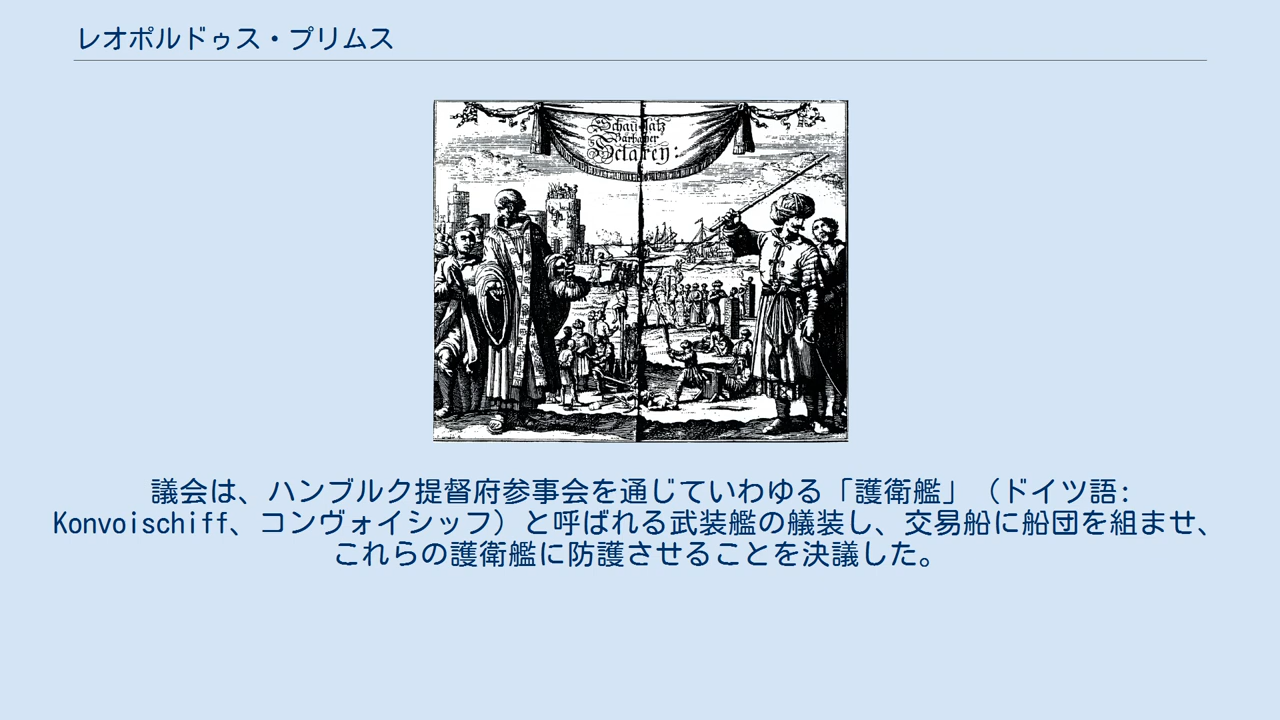 レオポルドゥス・プリムス
Schauplatz
Barbarischer
Sclaverey:
議会は、ハンブルク提督府参事会を通じていわゆる「護衛艦」（ドイツ語:
Konvoischiff、コンヴォイシッフ）と呼ばれる武装艦の艤装し、交易船に船団を組ませ、
これらの護衛艦に防護させることを決議した。